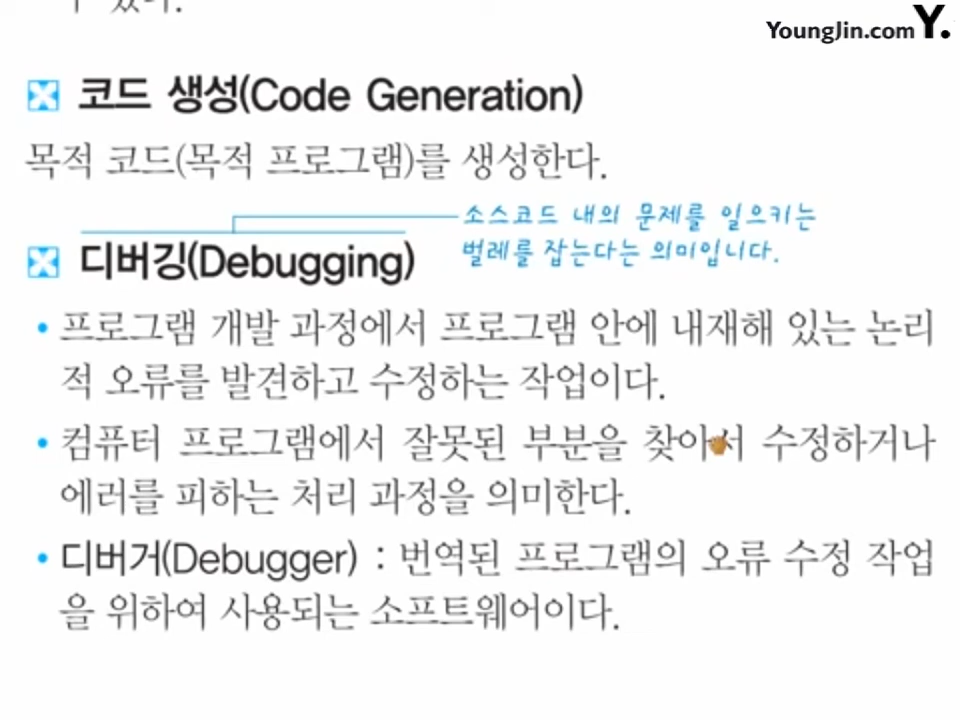 YoungJin.com Y.
코드 생성(Code Generation)
목적 코드(목적 프로그램)를 생성한다.
소스코드 내의 문제를 일으키는
벌레를 잡는다는 의미입니다.
디버깅(Debugging)
• 프로그램 개발 과정에서 프로그램 안에 내재해 있는 논리
적 오류를 발견하고 수정하는 작업이다.
• 컴퓨터 프로그램에서 잘못된 부분을 찾아서 수정하거나
에러를 피하는 처리 과정을 의미한다.
• 디버거(Debugger) : 번역된 프로그램의 오류 수정 작업
을 위하여 사용되는 소프트웨어이다.